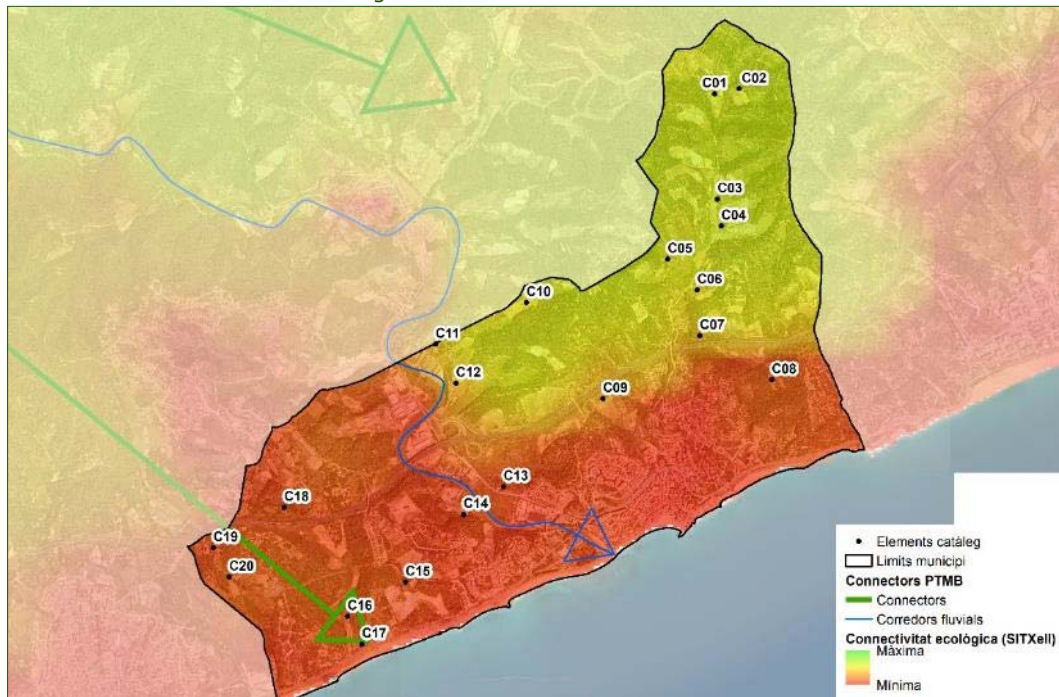 C01
C02
C03
C04
C05
C06
C07
C08
C09
C10
C11
C12
C13
C14
C15
C16
C17
C18
C19
C20
Elements catàleg
Límits municipi
Connectors PTMB
Connectors
Corredors fluvials
Connectivitat ecològica (SITXell)
Màxima
Mínima